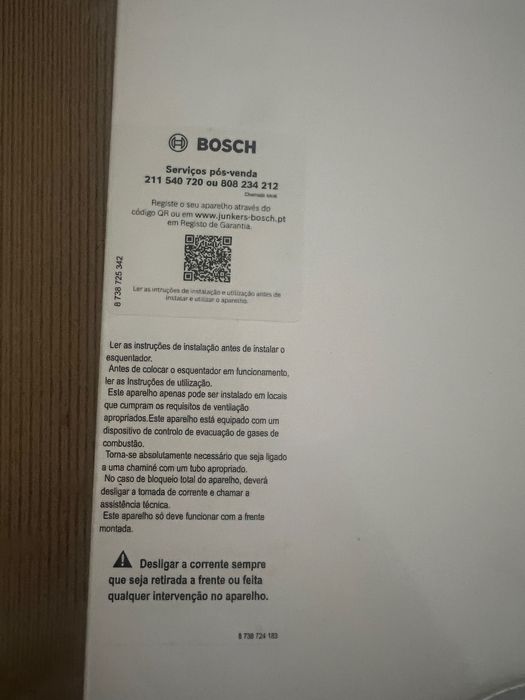 BOSCH
Serviços pós-venda
211 540 720 ou 808 234 212
Chamada local
Registe o seu aparelho através do
código QR ou em www.junkers-bosch.pt
em Registo de Garantia.
8 738 725 342
Ler as intruções de instalação e utilização antes de
instalar e utilizar o aparelho.
Ler as instruções de instalação antes de instalar o
esquentador.
Antes de colocar o esquentador em funcionamento,
ler as Instruções de utilização.
Este aparelho apenas pode ser instalado em locais
que cumpram os requisitos de ventilação
apropriados.Este aparelho está equipado com um
dispositivo de controlo de evacuação de gases de
combustão.
Torna-se absolutamente necessário que seja ligado
a uma chaminé com um tubo apropriado.
No caso de bloqueio total do aparelho, deverá
desligar a tomada de corrente e chamar a
assistência técnica.
Este aparelho só deve funcionar com a frente
montada.
Desligar a corrente sempre
que seja retirada a frente ou feita
qualquer intervenção no aparelho.
8 738 724 183